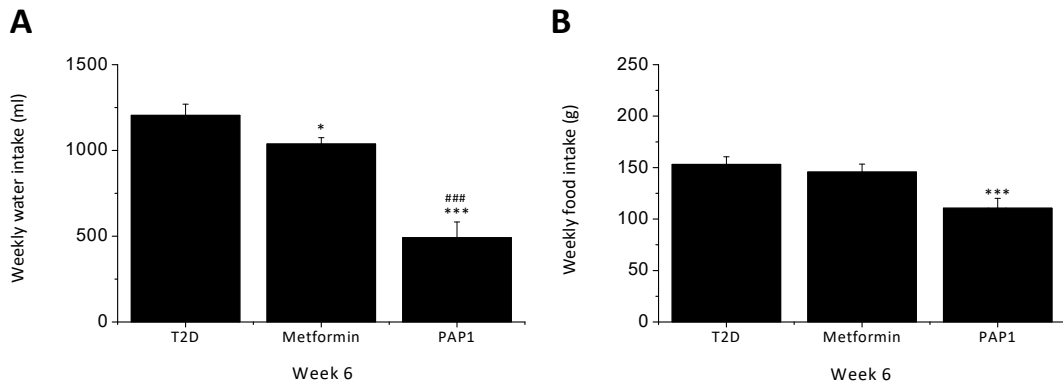 A
Weekly water intake (ml)
1500
1000
500
0
*
###
***
T2D Metformin PAP1
Week 6
B
Weekly food intake (g)
250
200
150
100
50
0
***
T2D Metformin PAP1
Week 6